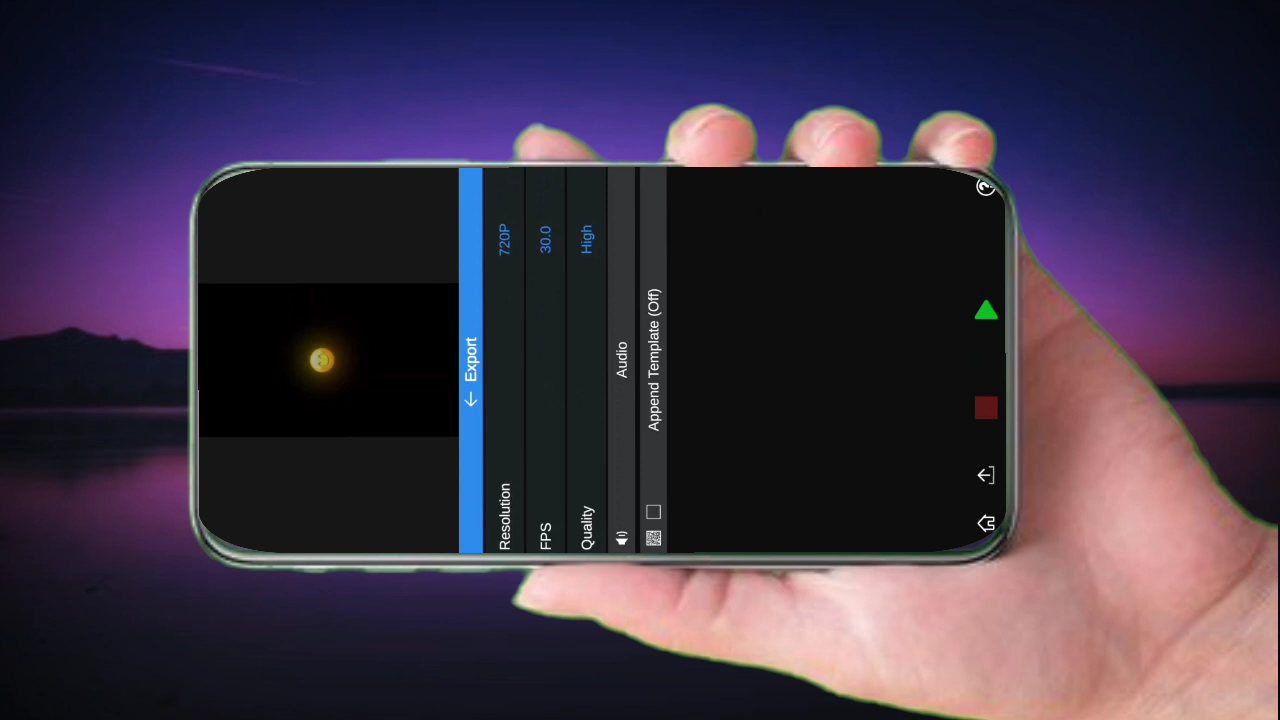 ← Export
Resolution 720P
FPS 30.0
Quality High
Audio
Append Template (Off)
?